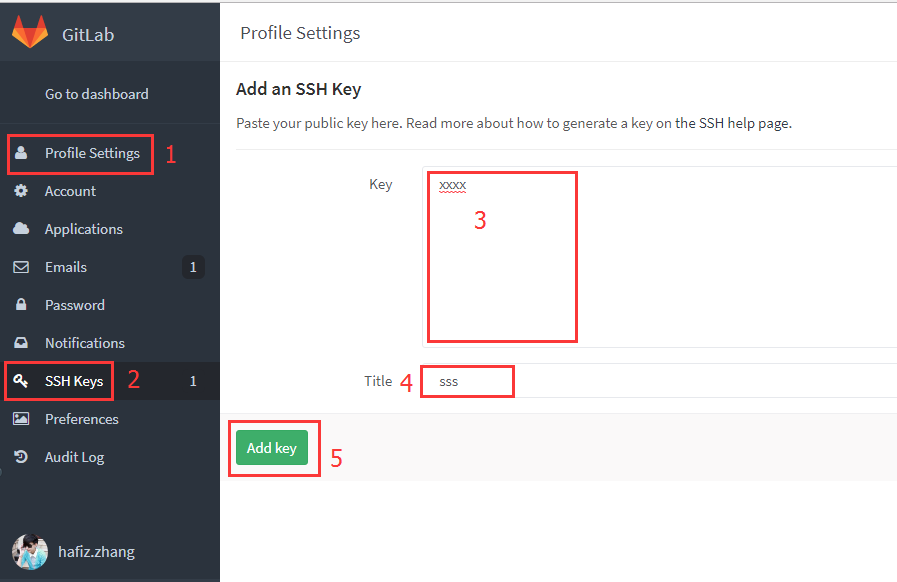 GitLab
Profile Settings
Go to dashboard
Profile Settings 1
Account
Applications
Emails 1
Password
Notifications
SSH Keys 2 1
Preferences
Audit Log
hafiz.zhang
Add an SSH Key
Paste your public key here. Read more about how to generate a key on the SSH help page.
Key xxxx
3
Title 4 sss
Add key 5